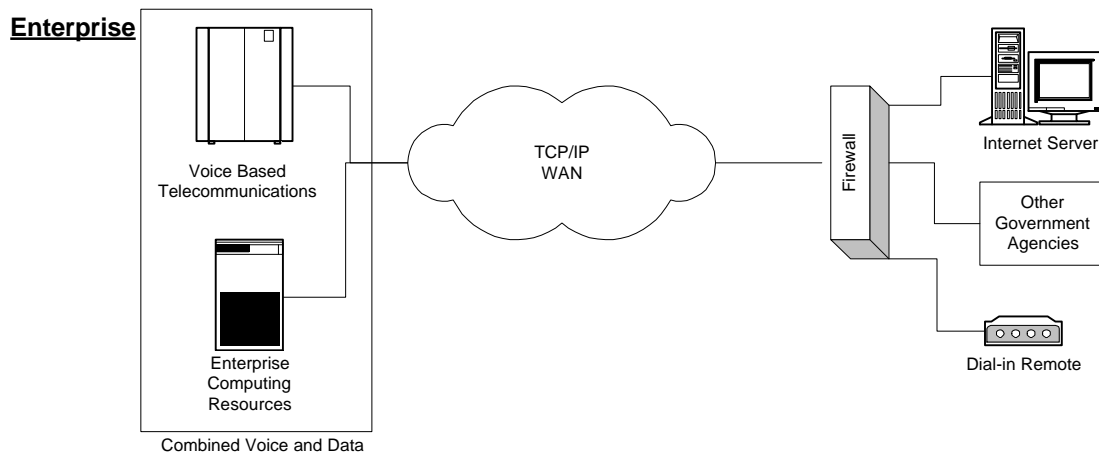 Enterprise
Voice Based
Telecommunications
Enterprise
Computing
Resources
Combined Voice and Data
TCP/IP
WAN
Firewall
Internet Server
Other
Government
Agencies
Dial-in Remote